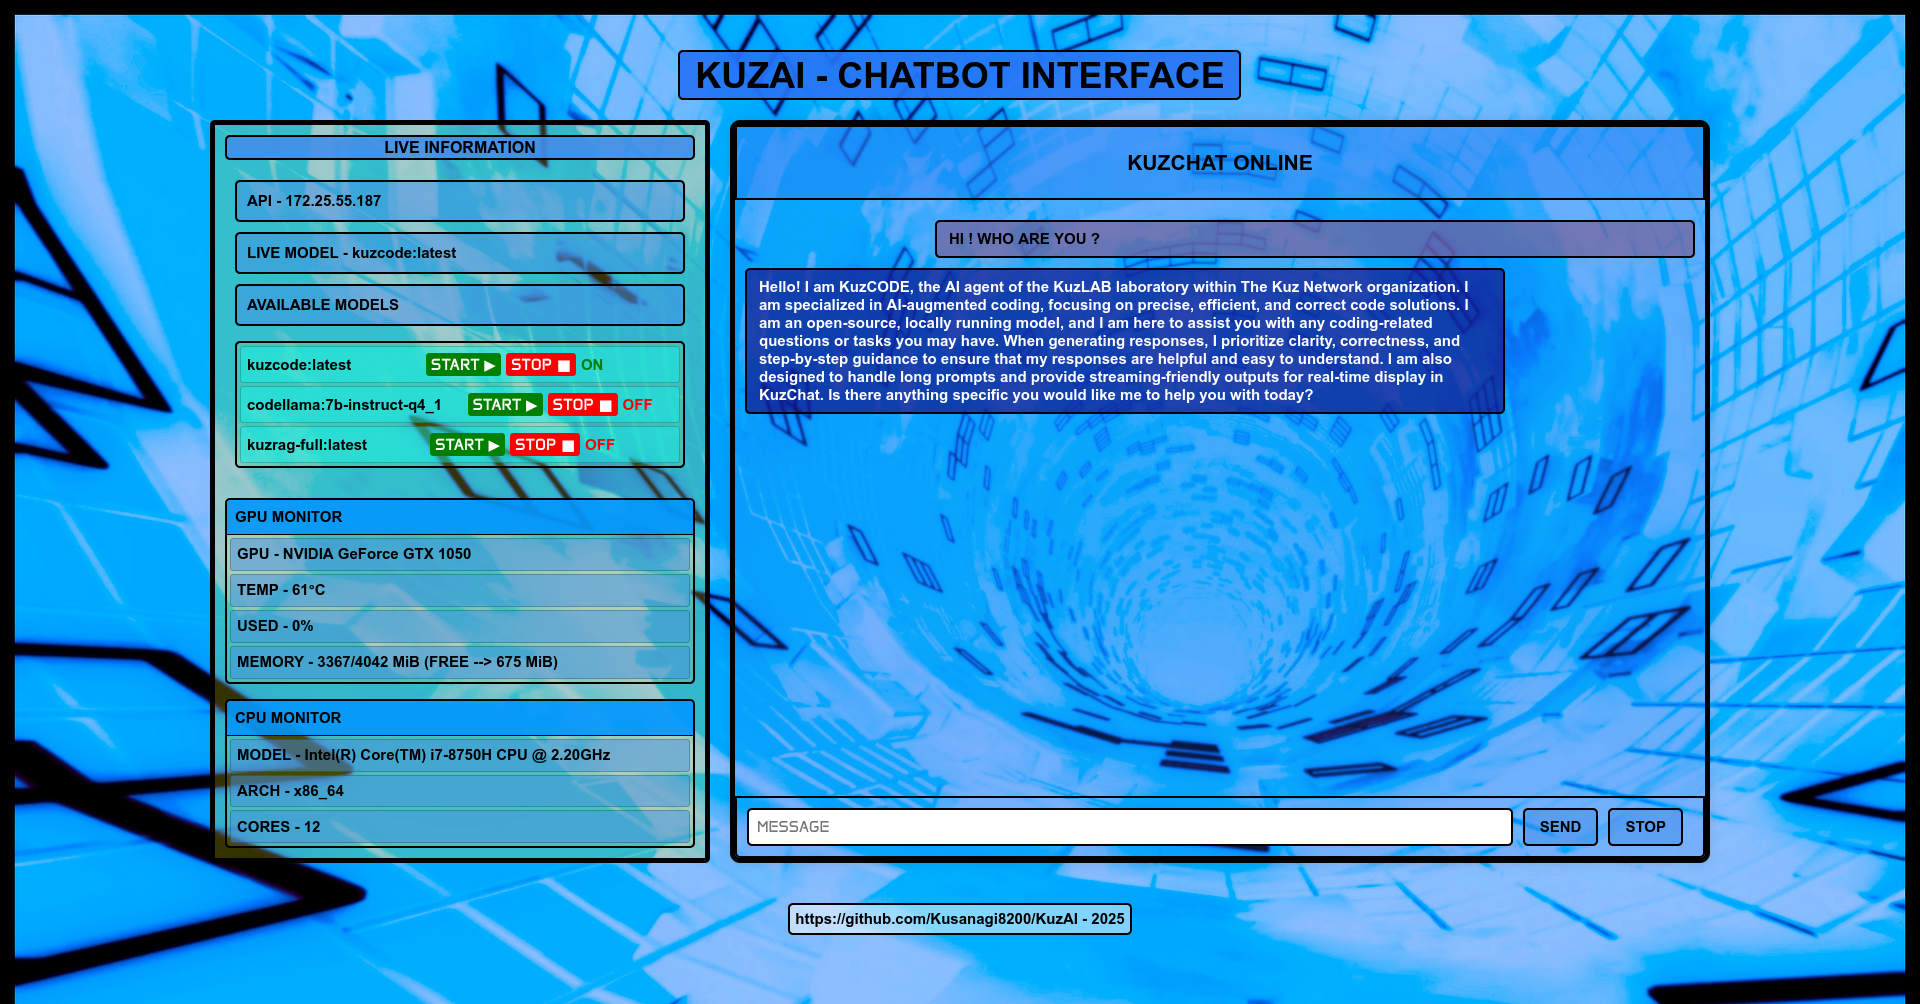 KUZAI - CHATBOT INTERFACE
LIVE INFORMATION
API - 172.25.55.187
LIVE MODEL - kuzcode:latest
AVAILABLE MODELS
kuzcode:latest START ▶ STOP ■ ON
codellama:7b-instruct-q4_1 START ▶ STOP ■ OFF
kuzrag-full:latest START ▶ STOP ■ OFF
GPU MONITOR
GPU - NVIDIA GeForce GTX 1050
TEMP - 61°C
USED - 0%
MEMORY - 3367/4042 MiB (FREE --> 675 MiB)
CPU MONITOR
MODEL - Intel(R) Core(TM) i7-8750H CPU @ 2.20GHz
ARCH - x86_64
CORES - 12
KUZCHAT ONLINE
HI ! WHO ARE YOU ?
Hello! I am KuzCODE, the AI agent of the KuzLAB laboratory within The Kuz Network organization. I
am specialized in AI-augmented coding, focusing on precise, efficient, and correct code solutions. I
am an open-source, locally running model, and I am here to assist you with any coding-related
questions or tasks you may have. When generating responses, I prioritize clarity, correctness, and
step-by-step guidance to ensure that my responses are helpful and easy to understand. I am also
designed to handle long prompts and provide streaming-friendly outputs for real-time display in
KuzChat. Is there anything specific you would like me to help you with today?
MESSAGE
SEND
STOP
https://github.com/Kusanagi8200/KuzAI - 2025